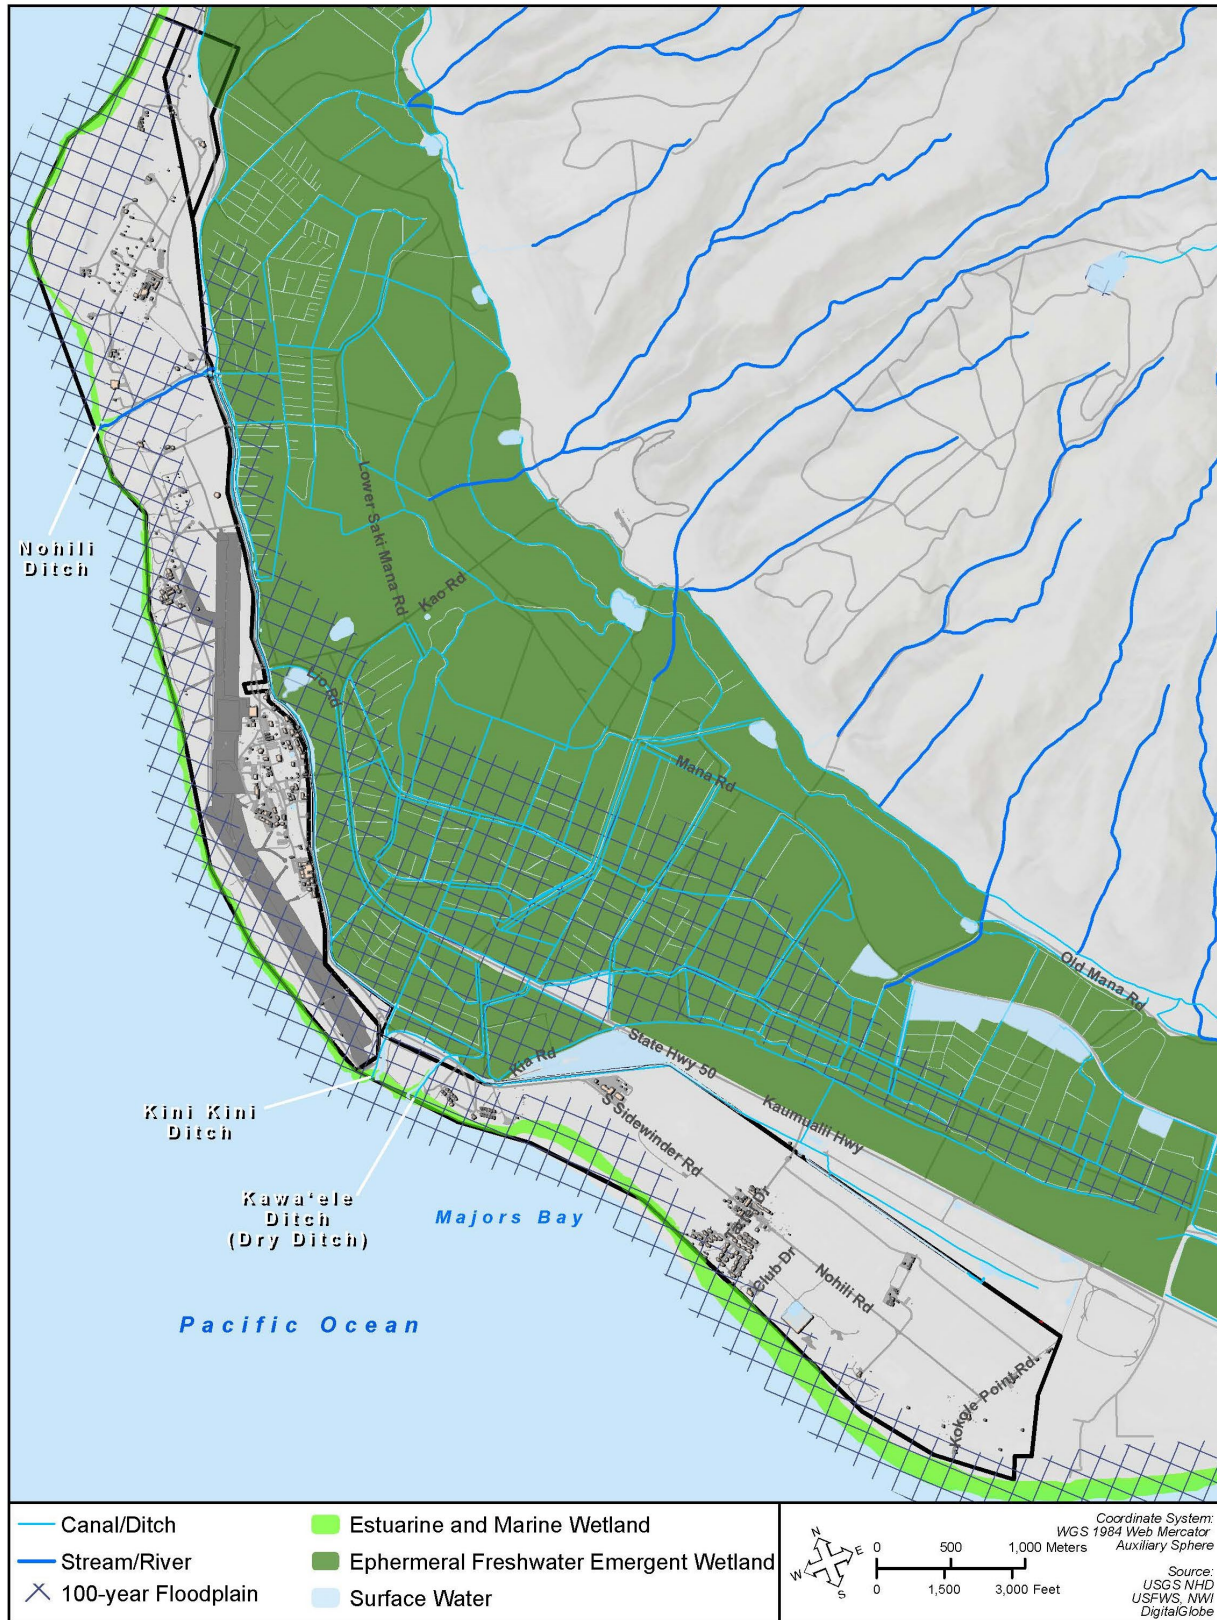 Lower Saki Mana Rd
Kao Rd
Nohili
Ditch
Lio Rd
Mana Rd
Old Mana Rd
State Hwy 50
Kia Rd
Kaumualii Hwy
S Sidewinder Rd
Kini Kini
Ditch
Kawa'ele
Ditch
(Dry Ditch)
Majors Bay
Dr
Club Dr
Nohili Rd
Pacific Ocean
Kokole Point Rd
Canal/Ditch
Stream/River
100-year Floodplain
Estuarine and Marine Wetland
Ephermeral Freshwater Emergent Wetland
Surface Water
N
E
W
S
0 500 1,000 Meters
0 1,500 3,000 Feet
Coordinate System:
WGS 1984 Web Mercator
Auxiliary Sphere
Source:
USGS NHD
USFWS, NWI
DigitalGlobe